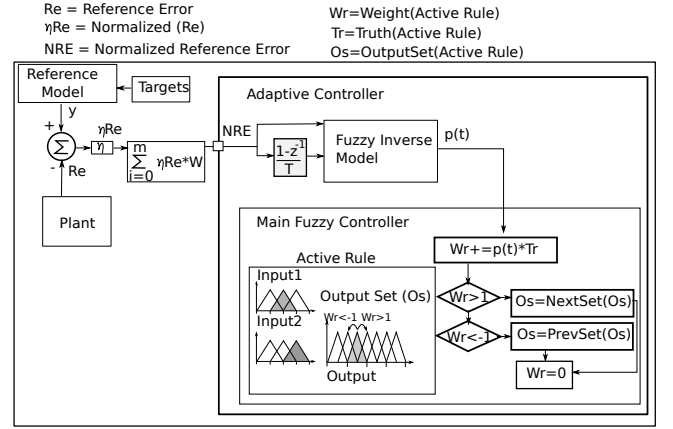 Re = Reference Error
ηRe = Normalized (Re)
NRE = Normalized Reference Error
Wr=Weight(Active Rule)
Tr=Truth(Active Rule)
Os=OutputSet(Active Rule)
Reference
Model
Targets
y
+
Σ
-
Re
ηRe
η
m
Σ ηRe*W
i=0
Plant
Adaptive Controller
NRE
1-z⁻¹
T
Fuzzy Inverse
Model
p(t)
Main Fuzzy Controller
Wr+=p(t)*Tr
Active Rule
Input1
Input2
Output Set (Os)
Wr<-1 Wr>1
Output
Wr>1
Os=NextSet(Os)
Wr<-1
Os=PrevSet(Os)
Wr=0